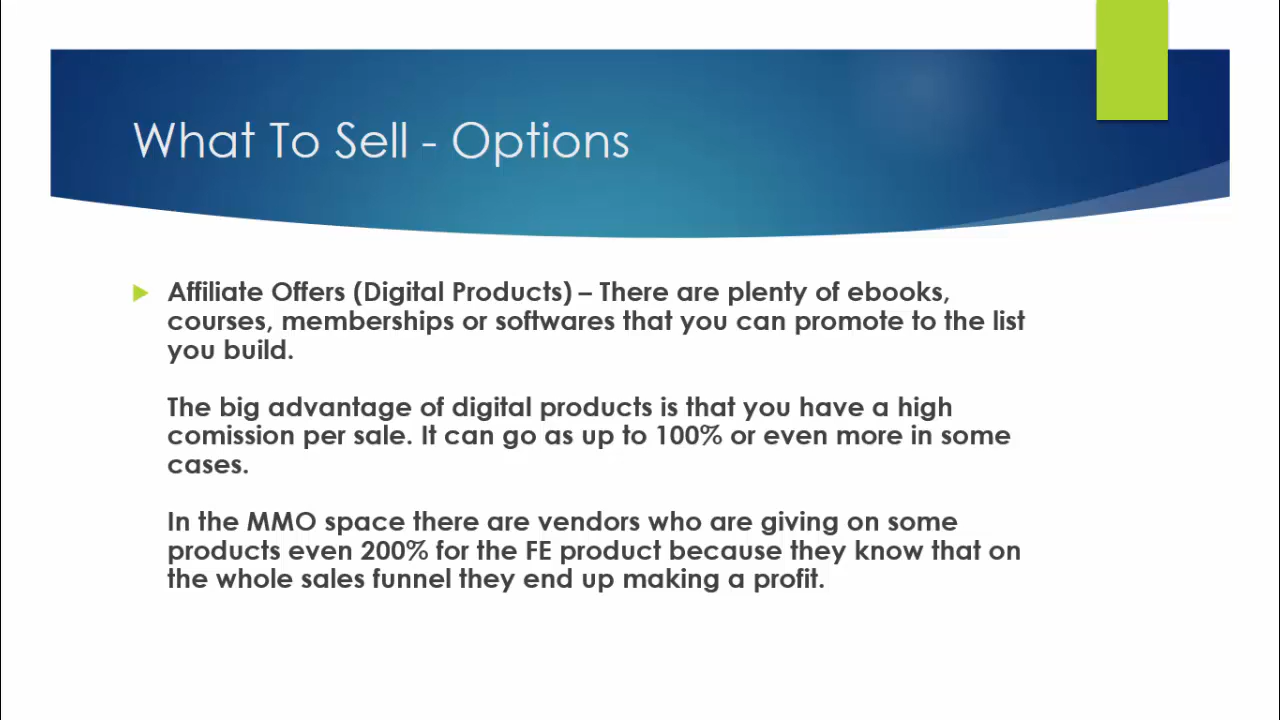 What To Sell - Options
Affiliate Offers (Digital Products) – There are plenty of ebooks,
courses, memberships or softwares that you can promote to the list
you build.
The big advantage of digital products is that you have a high
comission per sale. It can go as up to 100% or even more in some
cases.
In the MMO space there are vendors who are giving on some
products even 200% for the FE product because they know that on
the whole sales funnel they end up making a profit.